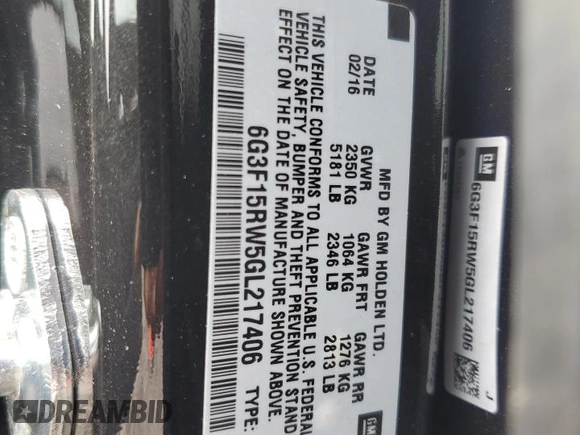 MFD BY GM HOLDEN LTD.
DATE GVWR GAWR FRT GAWR RR
02/16 2350 KG 1064 KG 1276 KG
5181 LB 2346 LB 2813 LB
THIS VEHICLE CONFORMS TO ALL APPLICABLE U.S. FEDERAL
VEHICLE SAFETY, BUMPER AND THEFT PREVENTION STAND
EFFECT ON THE DATE OF MANUFACTURE SHOWN ABOVE.
6G3F15RW5GL217406 TYPE:
GM
GM
6G3F15RW5GL217406
J
DREAMBID